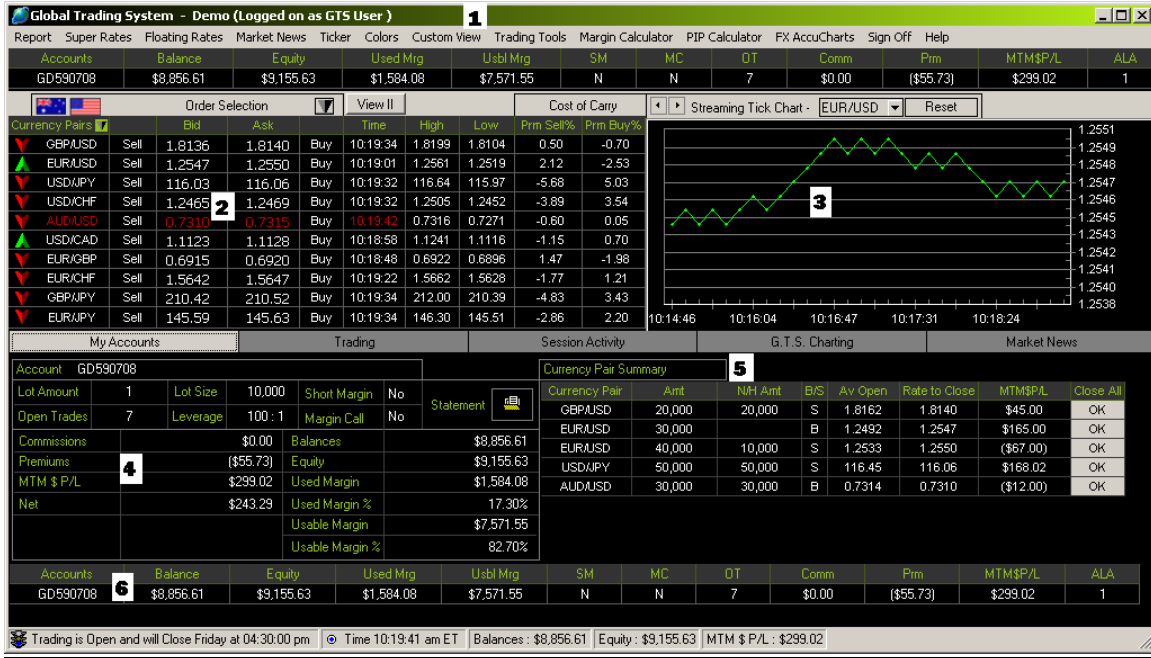 Global Trading System - Demo (Logged on as GTS User )
1
Report Super Rates Floating Rates Market News Ticker Colors Custom View Trading Tools Margin Calculator PIP Calculator FX AccuCharts Sign Off Help
Accounts Balance Equity Used Mrg Usbl Mrg SM MC OT Comm Prm MTM$P/L ALA
GD590708 $8,856.61 $9,155.63 $1,584.08 $7,571.55 N N 7 $0.00 ($55.73) $299.02 1
Order Selection View II Cost of Carry Streaming Tick Chart - EUR/USD Reset
Currency Pairs Bid Ask Time High Low Prm Sell% Prm Buy%
GBP/USD Sell 1.8136 1.8140 Buy 10:19:34 1.8199 1.8104 0.50 -0.70
EUR/USD Sell 1.2547 1.2550 Buy 10:19:01 1.2561 1.2519 2.12 -2.53
USD/JPY Sell 116.03 116.06 Buy 10:19:32 116.64 115.97 -5.68 5.03
USD/CHF Sell 1.2465 1.2469 Buy 10:19:32 1.2505 1.2452 -3.89 3.54
2
AUD/USD Sell 0.7310 0.7315 Buy 10:19:42 0.7316 0.7271 -0.60 0.05
USD/CAD Sell 1.1123 1.1128 Buy 10:18:58 1.1241 1.1116 -1.15 0.70
EUR/GBP Sell 0.6915 0.6920 Buy 10:18:48 0.6922 0.6896 1.47 -1.98
EUR/CHF Sell 1.5642 1.5647 Buy 10:19:22 1.5662 1.5628 -1.77 1.21
GBP/JPY Sell 210.42 210.52 Buy 10:19:34 212.00 210.39 -4.83 3.43
EUR/JPY Sell 145.59 145.63 Buy 10:19:34 146.30 145.51 -2.86 2.20
1.2551
1.2549
1.2548
1.2547
1.2546
1.2545
1.2543
1.2542
1.2541
1.2540
1.2538
3
10:14:46 10:16:04 10:16:47 10:17:31 10:18:24
My Accounts Trading Session Activity G.T.S. Charting Market News
Account GD590708
Lot Amount 1 Lot Size 10,000 Short Margin No Statement
Open Trades 7 Leverage 100 : 1 Margin Call No
Commissions $0.00 Balances $8,856.61
Premiums ($55.73) Equity $9,155.63
4
MTM $ P/L $299.02 Used Margin $1,584.08
Net $243.29 Used Margin % 17.30%
Usable Margin $7,571.55
Usable Margin % 82.70%
Currency Pair Summary 5
Currency Pair Amt N/H Amt B/S Av Open Rate to Close MTM$P/L Close All
GBP/USD 20,000 20,000 S 1.8162 1.8140 $45.00 OK
EUR/USD 30,000 B 1.2492 1.2547 $165.00 OK
EUR/USD 40,000 10,000 S 1.2533 1.2550 ($67.00) OK
USD/JPY 50,000 50,000 S 116.45 116.06 $168.02 OK
AUD/USD 30,000 30,000 B 0.7314 0.7310 ($12.00) OK
Accounts Balance Equity Used Mrg Usbl Mrg SM MC OT Comm Prm MTM$P/L ALA
GD590708 6 $8,856.61 $9,155.63 $1,584.08 $7,571.55 N N 7 $0.00 ($55.73) $299.02 1
Trading is Open and will Close Friday at 04:30:00 pm Time 10:19:41 am ET Balances : $8,856.61 Equity : $9,155.63 MTM $ P/L : $299.02